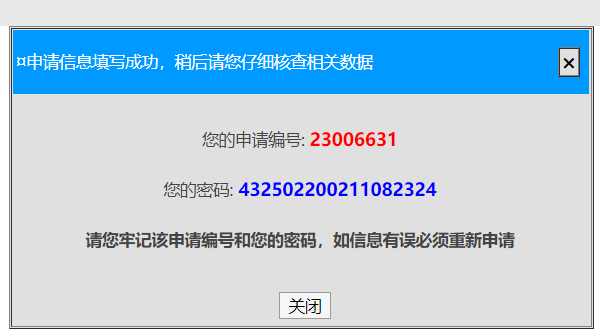 ¤申请信息填写成功，稍后请您仔细核查相关数据
×
您的申请编号: 23006631
您的密码: 432502200211082324
请您牢记该申请编号和您的密码，如信息有误必须重新申请
关闭